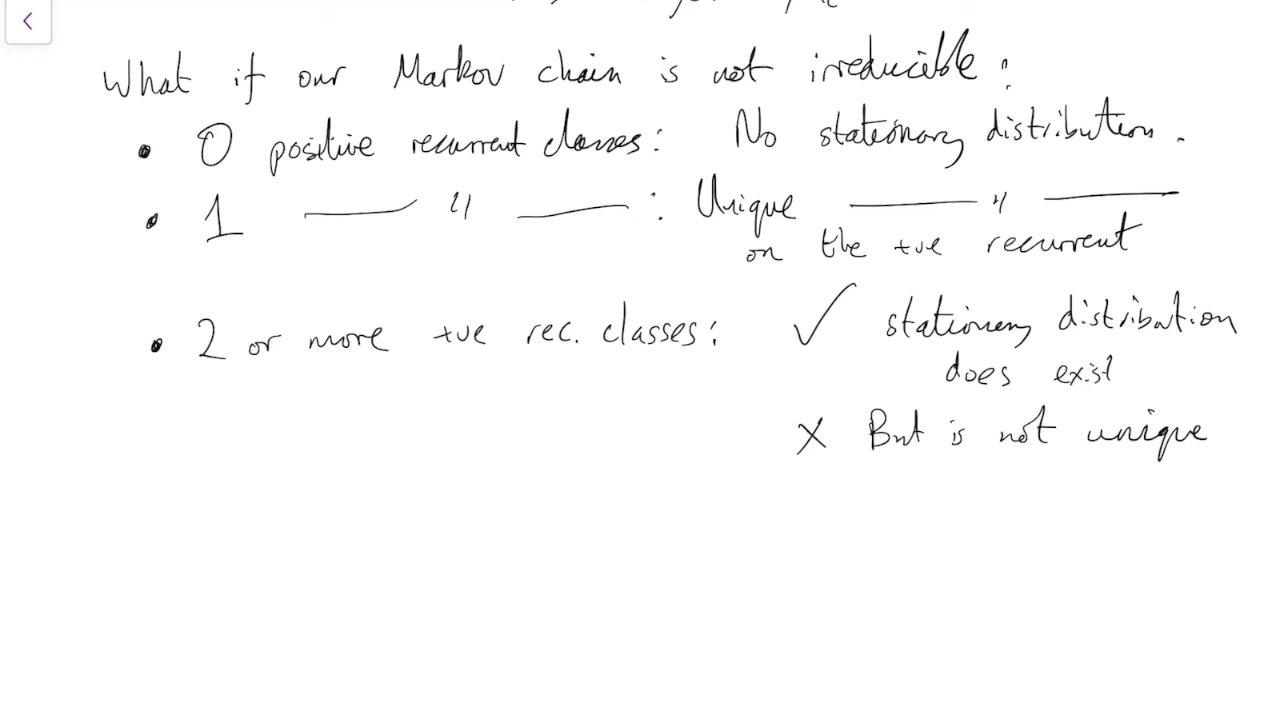 What if our Markov chain is not irreducible?
• 0 positive recurrent classes: No stationary distribution.
• 1 —— " —— : Unique —— " ——
on the +ve recurrent
• 2 or more +ve rec. classes: ✓ stationary distribution
does exist
✗ But is not unique